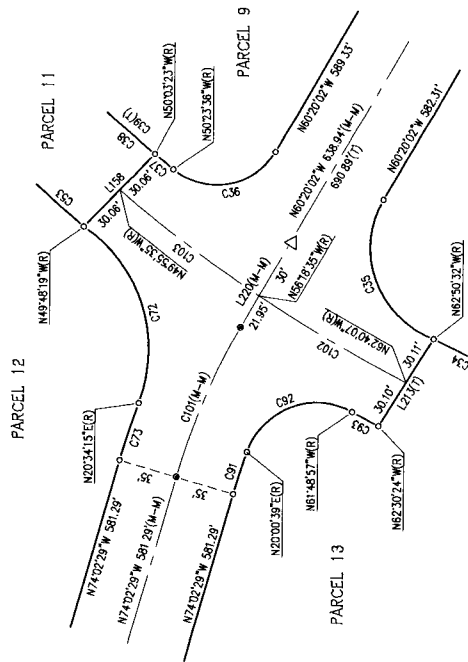 PARCEL 11
PARCEL 9
PARCEL 12
PARCEL 13
C53
C39(T)
C38
C37
N50°03'23"W(R)
N50°23'36"W(R)
L158
30.06'
30.06'
N49°48'19"W(R)
N49°55'35"W(R)
C36
C103
N60°20'02"W 589.33'
N60°20'02"W 638.94'(M-M)
690.89'(T)
N60°20'02"W 582.31'
C72
L220(M-M)
21.95'
30'
N56°18'35"W(R)
C35
N62°50'32"W(R)
N62°40'07"W(R)
C102
30.11'
30.10'
L213(T)
C34
N20°34'15"E(R)
C73
C101(M-M)
35'
35'
C91
C92
C93
N61°48'57"W(R)
N62°30'24"W(R)
N20°00'39"E(R)
N74°02'29"W 581.29'
N74°02'29"W 581.29'(M-M)
N74°02'29"W 581.29'